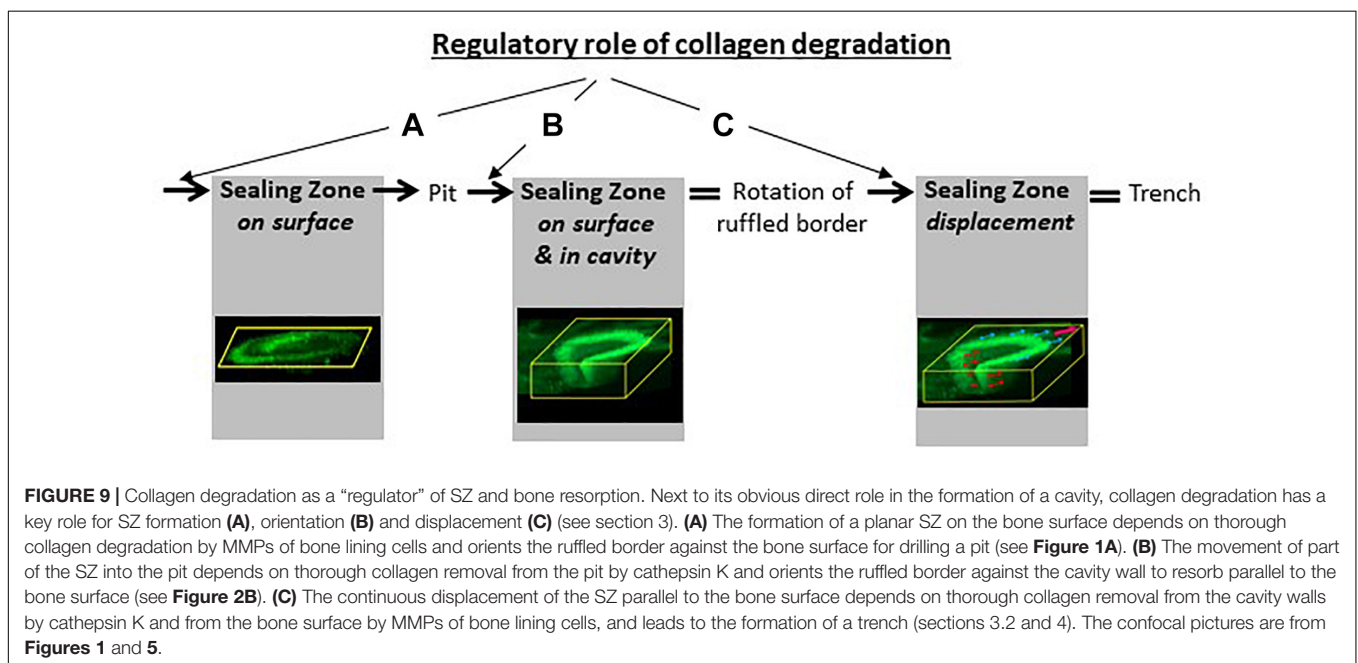 Regulatory role of collagen degradation
A
B
C
Sealing Zone
on surface
Pit
Sealing Zone
on surface
& in cavity
=
Rotation of
ruffled border
Sealing Zone
displacement
=
Trench
FIGURE 9 | Collagen degradation as a “regulator” of SZ and bone resorption. Next to its obvious direct role in the formation of a cavity, collagen degradation has a
key role for SZ formation (A), orientation (B) and displacement (C) (see section 3). (A) The formation of a planar SZ on the bone surface depends on thorough
collagen degradation by MMPs of bone lining cells and orients the ruffled border against the bone surface for drilling a pit (see Figure 1A). (B) The movement of part
of the SZ into the pit depends on thorough collagen removal from the pit by cathepsin K and orients the ruffled border against the cavity wall to resorb parallel to the
bone surface (see Figure 2B). (C) The continuous displacement of the SZ parallel to the bone surface depends on thorough collagen removal from the cavity walls
by cathepsin K and from the bone surface by MMPs of bone lining cells, and leads to the formation of a trench (sections 3.2 and 4). The confocal pictures are from
Figures 1 and 5.